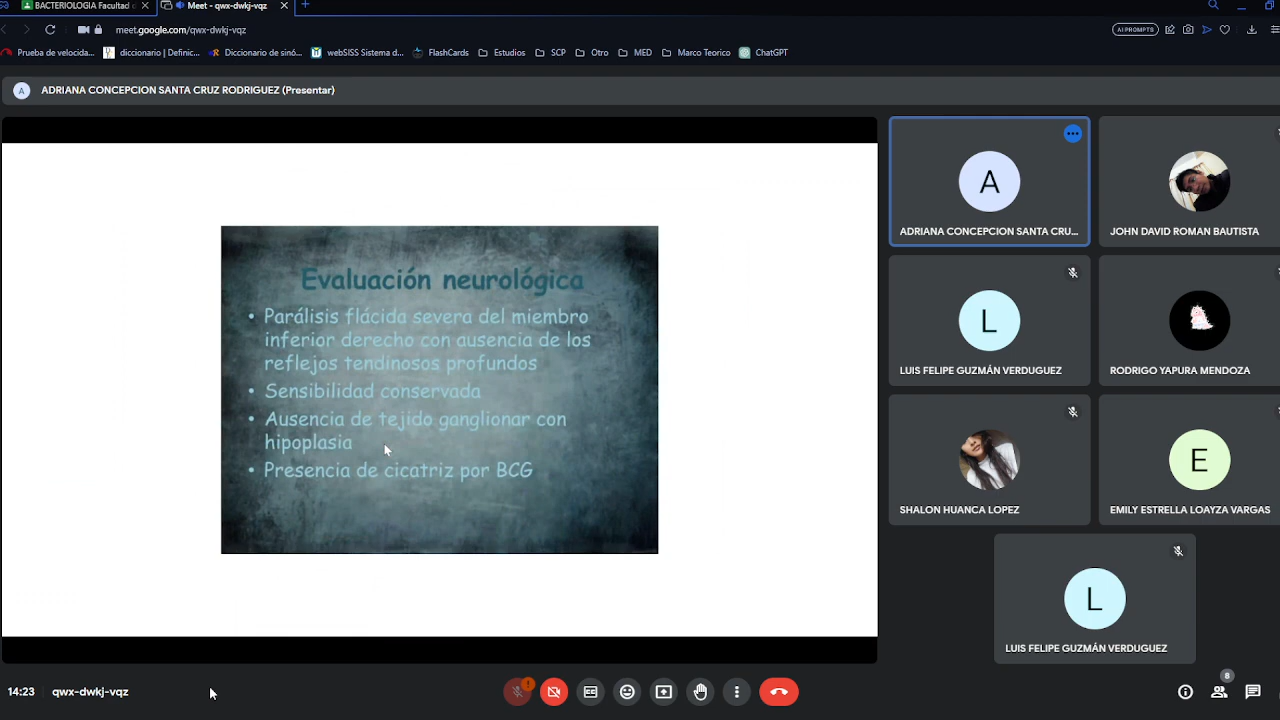 BACTERIOLOGIA Facultad d
Meet - qwx-dwkj-vqz
meet.google.com/qwx-dwkj-vqz
AI PROMPTS
Prueba de velocida...
diccionario | Definic...
Diccionario de sinó...
webSISS Sistema d...
FlashCards
Estudios
SCP
Otro
MED
Marco Teorico
ChatGPT
A
ADRIANA CONCEPCION SANTA CRUZ RODRIGUEZ (Presentar)
Evaluación neurológica
• Parálisis flácida severa del miembro
inferior derecho con ausencia de los
reflejos tendinosos profundos
• Sensibilidad conservada
• Ausencia de tejido ganglionar con
hipoplasia
• Presencia de cicatriz por BCG
A
ADRIANA CONCEPCION SANTA CRU...
JOHN DAVID ROMAN BAUTISTA
L
LUIS FELIPE GUZMÁN VERDUGUEZ
RODRIGO YAPURA MENDOZA
SHALON HUANCA LOPEZ
E
EMILY ESTRELLA LOAYZA VARGAS
L
LUIS FELIPE GUZMÁN VERDUGUEZ
14:23
qwx-dwkj-vqz
8